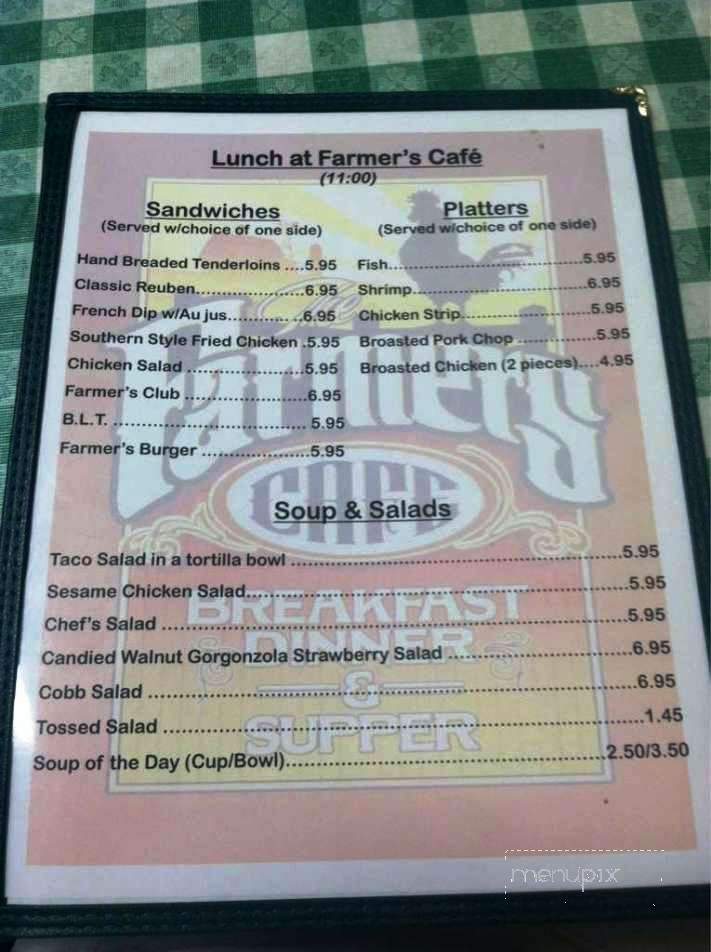 Lunch at Farmer's Café
(11:00)
Sandwiches
(Served w/choice of one side)
Hand Breaded Tenderloins ....5.95
Classic Reuben......................6.95
French Dip w/Au jus...............6.95
Southern Style Fried Chicken .5.95
Chicken Salad ........................5.95
Farmer's Club ........................6.95
B.L.T. .................................... 5.95
Farmer's Burger .....................5.95
Platters
(Served w/choice of one side)
Fish.........................................5.95
Shrimp....................................6.95
Chicken Strip..........................5.95
Broasted Pork Chop ...............5.95
Broasted Chicken (2 pieces)....4.95
The
Farmers
CAFE
Soup & Salads
Taco Salad in a tortilla bowl ..............................................5.95
Sesame Chicken Salad.....................................................5.95
Chef's Salad .....................................................................5.95
Candied Walnut Gorgonzola Strawberry Salad ..................6.95
Cobb Salad .......................................................................6.95
Tossed Salad ....................................................................1.45
Soup of the Day (Cup/Bowl)..............................................2.50/3.50
BREAKFAST
DINNER
&
SUPPER
menupix